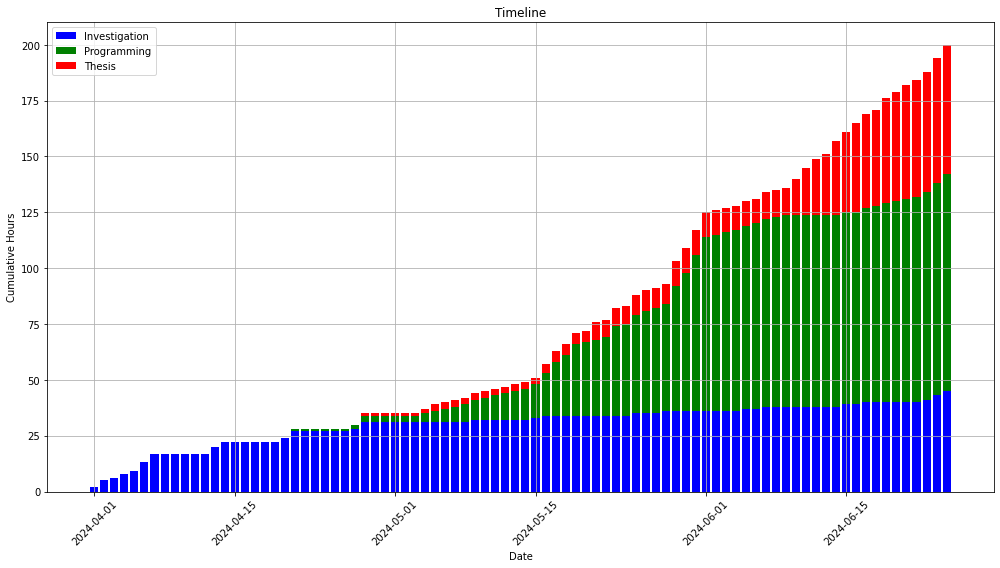 Timeline
Investigation
Programming
Thesis
200
175
150
125
100
75
50
25
0
Cumulative Hours
2024-04-01
2024-04-15
2024-05-01
2024-05-15
2024-06-01
2024-06-15
Date